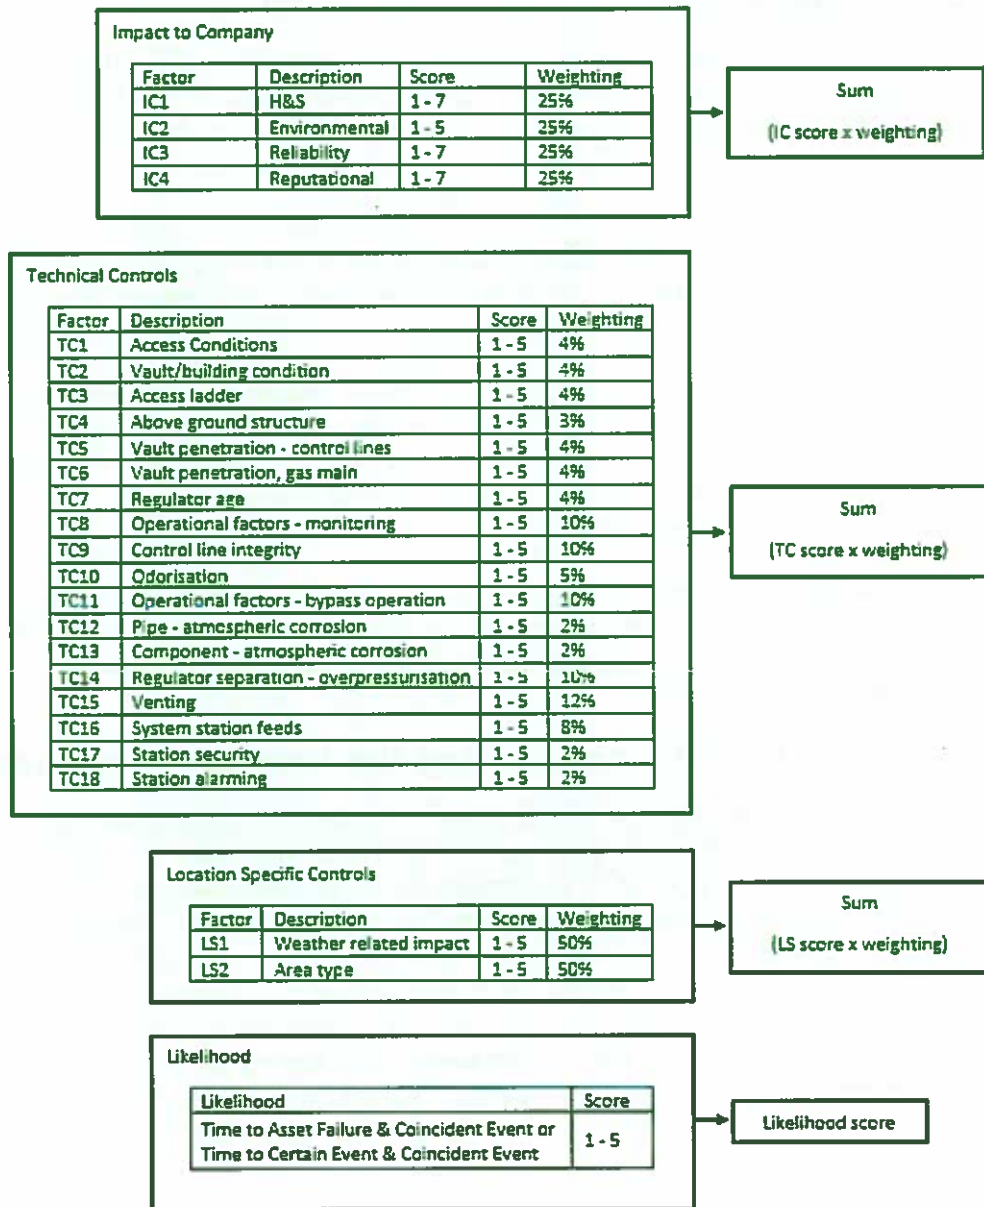 Impact to Company
Factor Description Score Weighting
IC1 H&S 1 - 7 25%
IC2 Environmental 1 - 5 25%
IC3 Reliability 1 - 7 25%
IC4 Reputational 1 - 7 25%
Sum
(IC score x weighting)
Technical Controls
Factor Description Score Weighting
TC1 Access Conditions 1 - 5 4%
TC2 Vault/building condition 1 - 5 4%
TC3 Access ladder 1 - 5 4%
TC4 Above ground structure 1 - 5 3%
TC5 Vault penetration - control lines 1 - 5 4%
TC6 Vault penetration, gas main 1 - 5 4%
TC7 Regulator age 1 - 5 4%
TC8 Operational factors - monitoring 1 - 5 10%
TC9 Control line integrity 1 - 5 10%
TC10 Odorisation 1 - 5 5%
TC11 Operational factors - bypass operation 1 - 5 10%
TC12 Pipe - atmospheric corrosion 1 - 5 2%
TC13 Component - atmospheric corrosion 1 - 5 2%
TC14 Regulator separation - overpressurisation 1 - 5 10%
TC15 Venting 1 - 5 12%
TC16 System station feeds 1 - 5 8%
TC17 Station security 1 - 5 2%
TC18 Station alarming 1 - 5 2%
Sum
(TC score x weighting)
Location Specific Controls
Factor Description Score Weighting
LS1 Weather related impact 1 - 5 50%
LS2 Area type 1 - 5 50%
Sum
(LS score x weighting)
Likelihood
Likelihood Score
Time to Asset Failure & Coincident Event or
Time to Certain Event & Coincident Event
1 - 5
Likelihood score